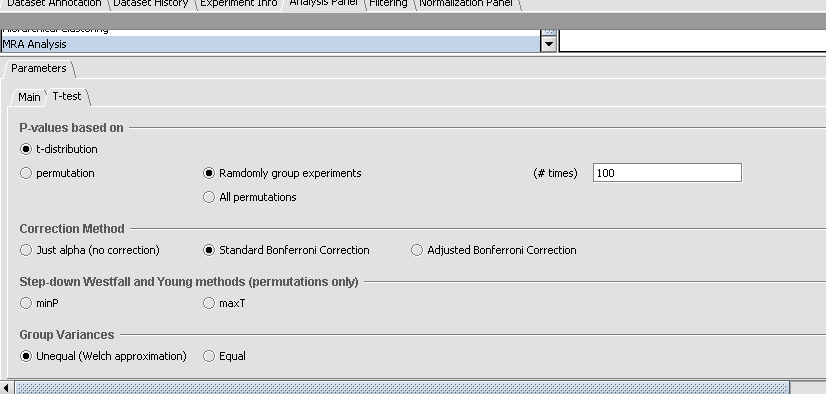 Dataset Annotation Dataset History Experiment Info Analysis Panel Filtering Normalization Panel
Hierarchical Clustering
MRA Analysis
Parameters
Main T-test
P-values based on
t-distribution
permutation Ramdomly group experiments (# times) 100
All permutations
Correction Method
Just alpha (no correction) Standard Bonferroni Correction Adjusted Bonferroni Correction
Step-down Westfall and Young methods (permutations only)
minP maxT
Group Variances
Unequal (Welch approximation) Equal